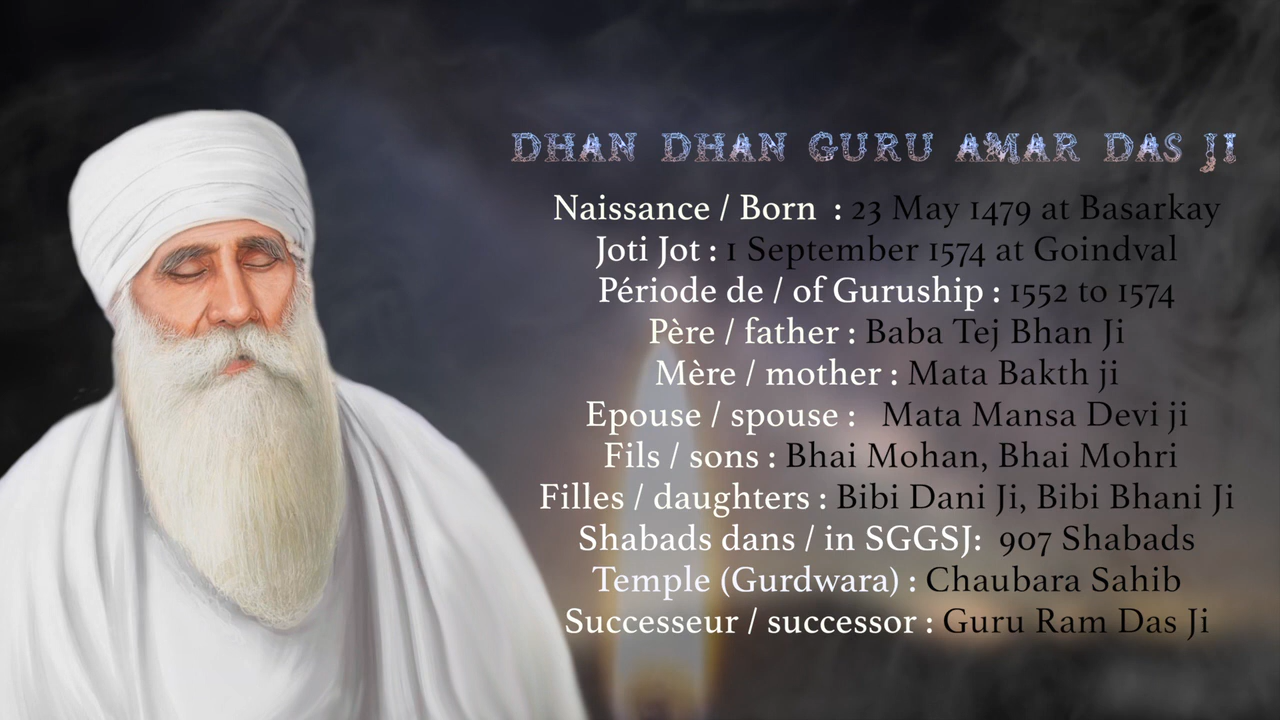 DHAN DHAN GURU AMAR DAS JI
Naissance / Born : 23 May 1479 at Basarkay
Joti Jot : 1 September 1574 at Goindval
Période de / of Guruship : 1552 to 1574
Père / father : Baba Tej Bhan Ji
Mère / mother : Mata Bakth ji
Epouse / spouse : Mata Mansa Devi ji
Fils / sons : Bhai Mohan, Bhai Mohri
Filles / daughters : Bibi Dani Ji, Bibi Bhani Ji
Shabads dans / in SGGSJ: 907 Shabads
Temple (Gurdwara) : Chaubara Sahib
Successeur / successor : Guru Ram Das Ji